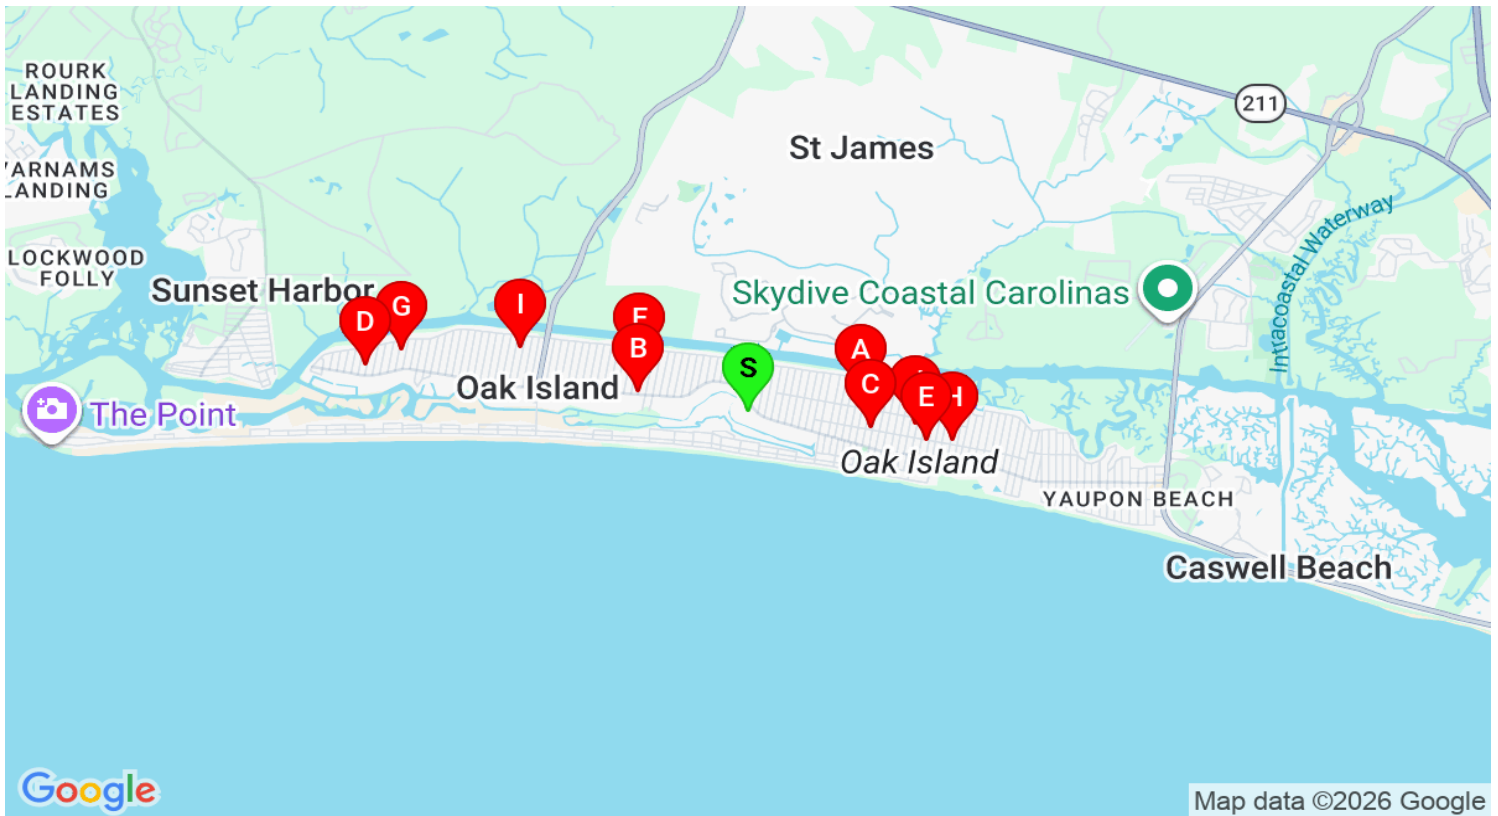 ROURK
LANDING
ESTATES
211
St James
VARNAMS
LANDING
Intracoastal Waterway
LOCKWOOD
FOLLY
Sunset Harbor
Skydive Coastal Carolinas
G
I
F
D
B
A
S
C
E
H
Oak Island
The Point
Oak Island
YAUPON BEACH
Caswell Beach
Google
Map data ©2026 Google